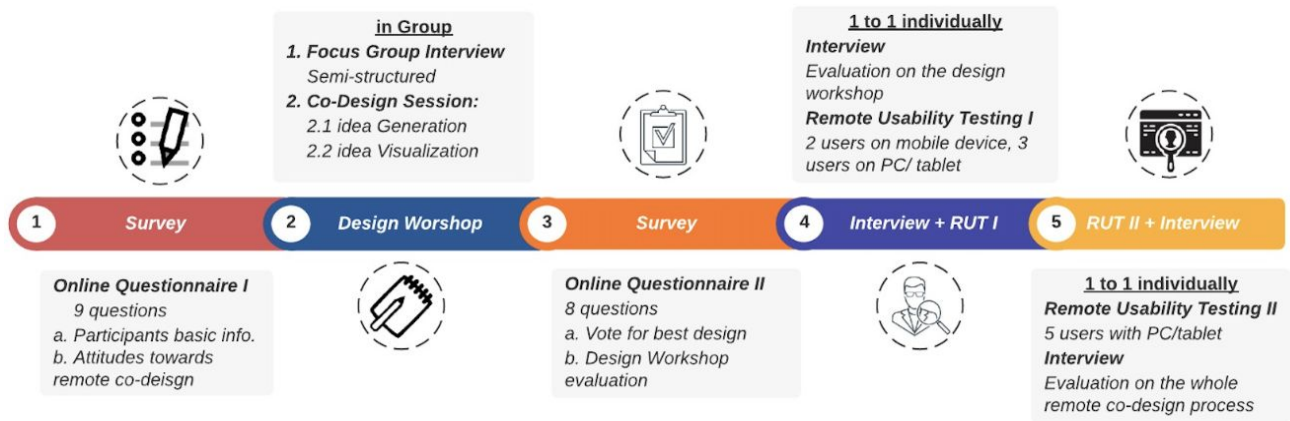 in Group
1. Focus Group Interview
Semi-structured
2. Co-Design Session:
2.1 idea Generation
2.2 idea Visualization
1 to 1 individually
Interview
Evaluation on the design
workshop
Remote Usability Testing I
2 users on mobile device, 3
users on PC/ tablet
1 Survey
2 Design Worshop
3 Survey
4 Interview + RUT I
5 RUT II + Interview
Online Questionnaire I
9 questions
a. Participants basic info.
b. Attitudes towards
remote co-deisgn
Online Questionnaire II
8 questions
a. Vote for best design
b. Design Workshop
evaluation
1 to 1 individually
Remote Usability Testing II
5 users with PC/tablet
Interview
Evaluation on the whole
remote co-design process